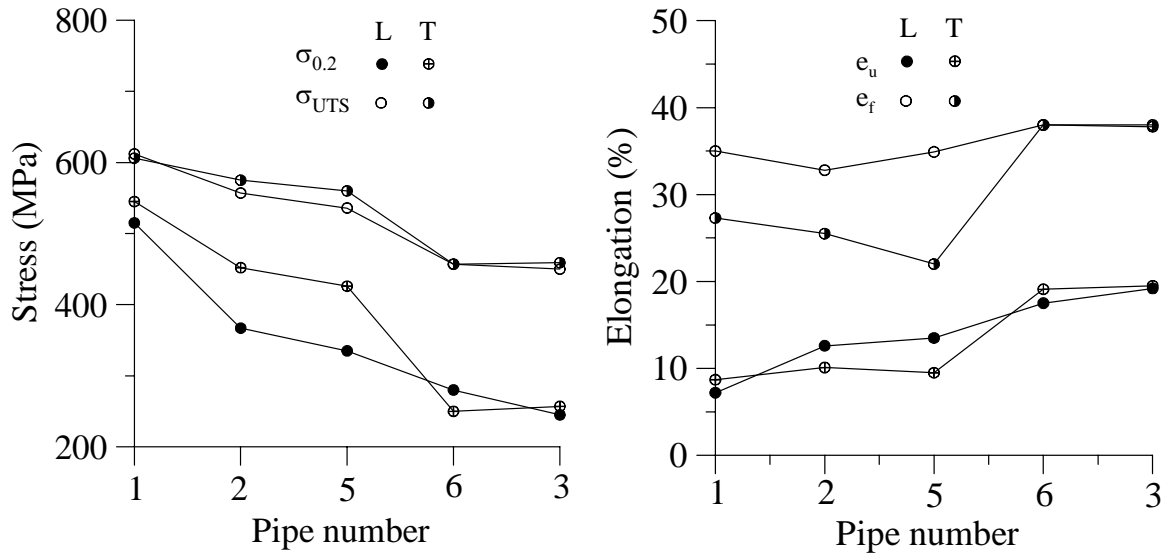 800
600
400
200
Stress (MPa)
L T
σ0.2
σUTS
1 2 5 6 3
Pipe number
50
40
30
20
10
0
Elongation (%)
L T
eu
ef
1 2 5 6 3
Pipe number